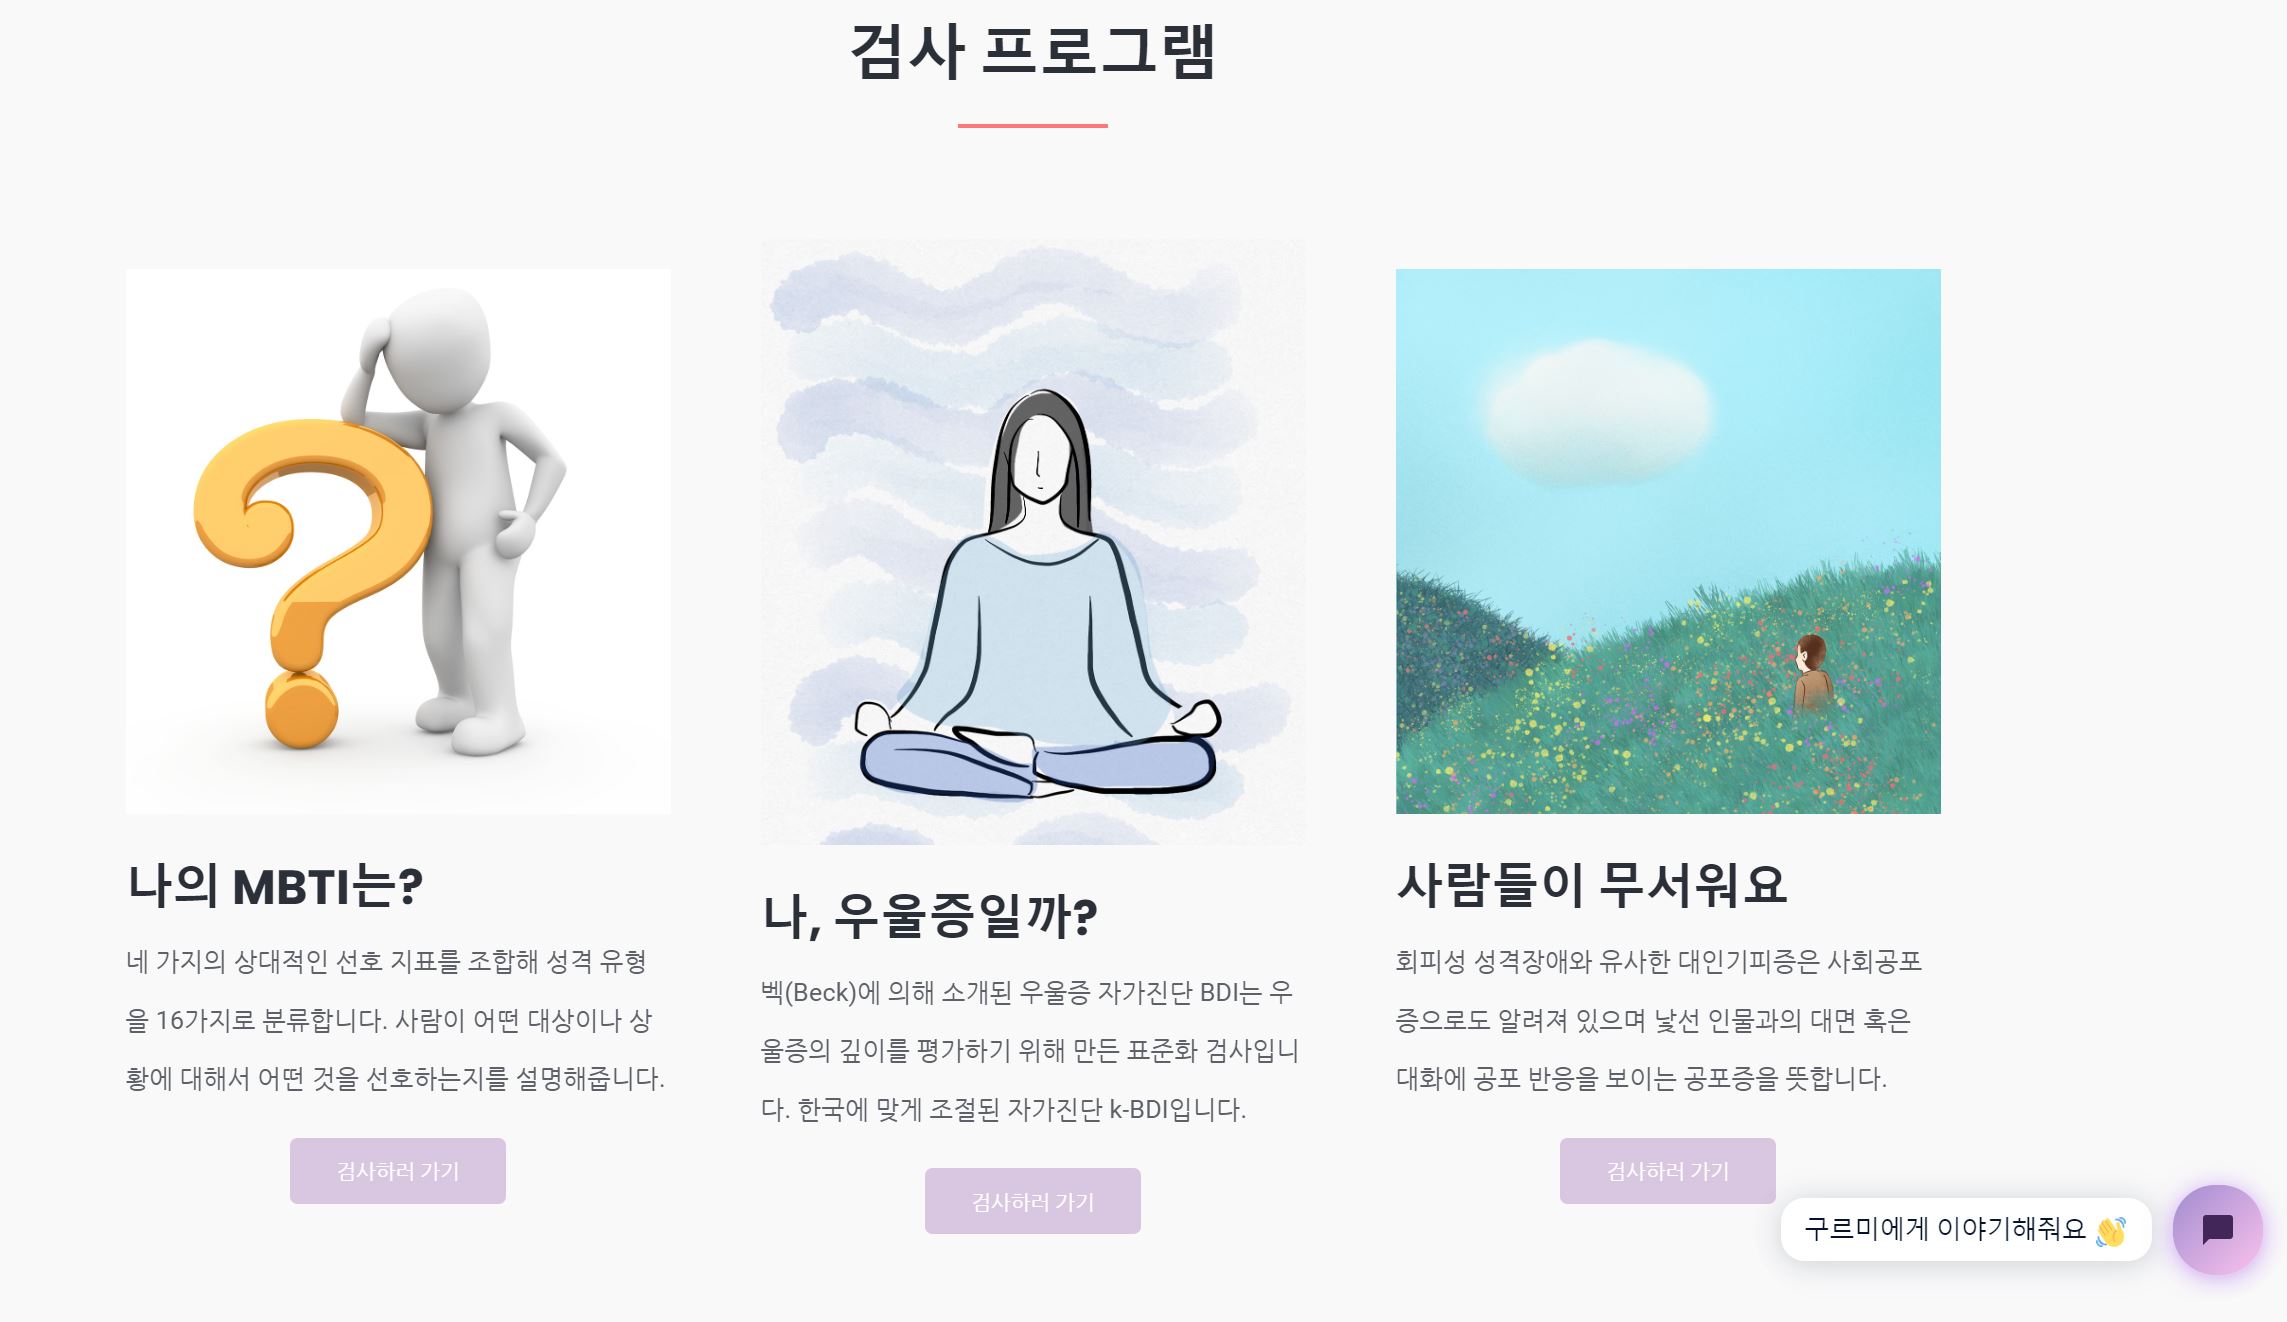 검사 프로그램
나의 MBTI는?
네 가지의 상대적인 선호 지표를 조합해 성격 유형
을 16가지로 분류합니다. 사람이 어떤 대상이나 상
황에 대해서 어떤 것을 선호하는지를 설명해줍니다.
검사하러 가기
나, 우울증일까?
벡(Beck)에 의해 소개된 우울증 자가진단 BDI는 우
울증의 깊이를 평가하기 위해 만든 표준화 검사입니
다. 한국에 맞게 조절된 자가진단 k-BDI입니다.
검사하러 가기
사람들이 무서워요
회피성 성격장애와 유사한 대인기피증은 사회공포
증으로도 알려져 있으며 낯선 인물과의 대면 혹은
대화에 공포 반응을 보이는 공포증을 뜻합니다.
검사하러 가기
구르미에게 이야기해줘요 👋